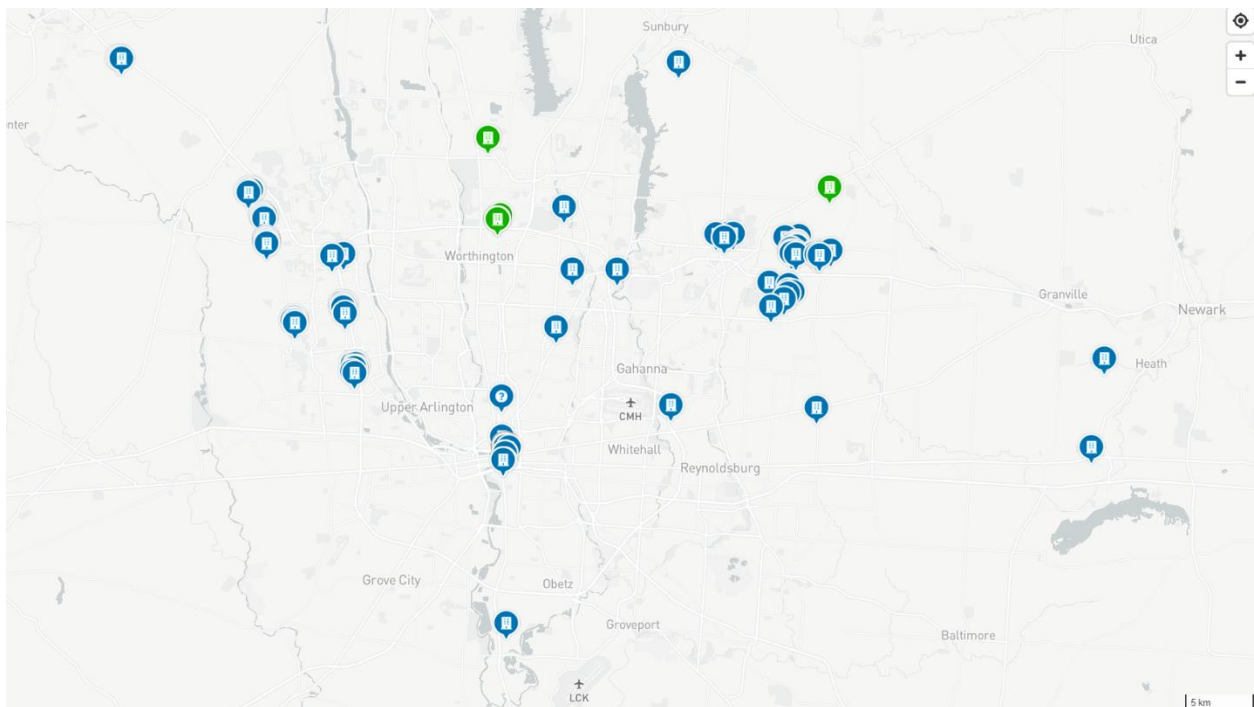 Sunbury
Utica
+
−
nter
Worthington
Granville
Newark
Gahanna
Heath
Upper Arlington
?
CMH
Whitehall
Reynoldsburg
Grove City
Obetz
Groveport
Baltimore
LCK
5 km